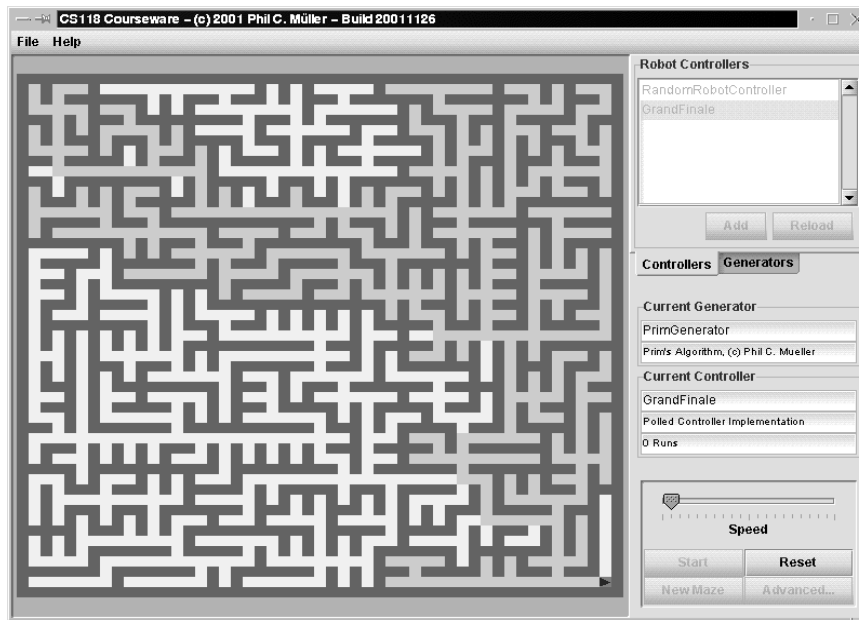 CS118 Courseware – (c) 2001 Phil C. Müller – Build 20011126
File Help
Robot Controllers
RandomRobotController
GrandFinale
Add Reload
Controllers Generators
Current Generator
PrimGenerator
Prim's Algorithm, (c) Phil C. Mueller
Current Controller
GrandFinale
Polled Controller Implementation
0 Runs
Speed
Start Reset
New Maze Advanced...